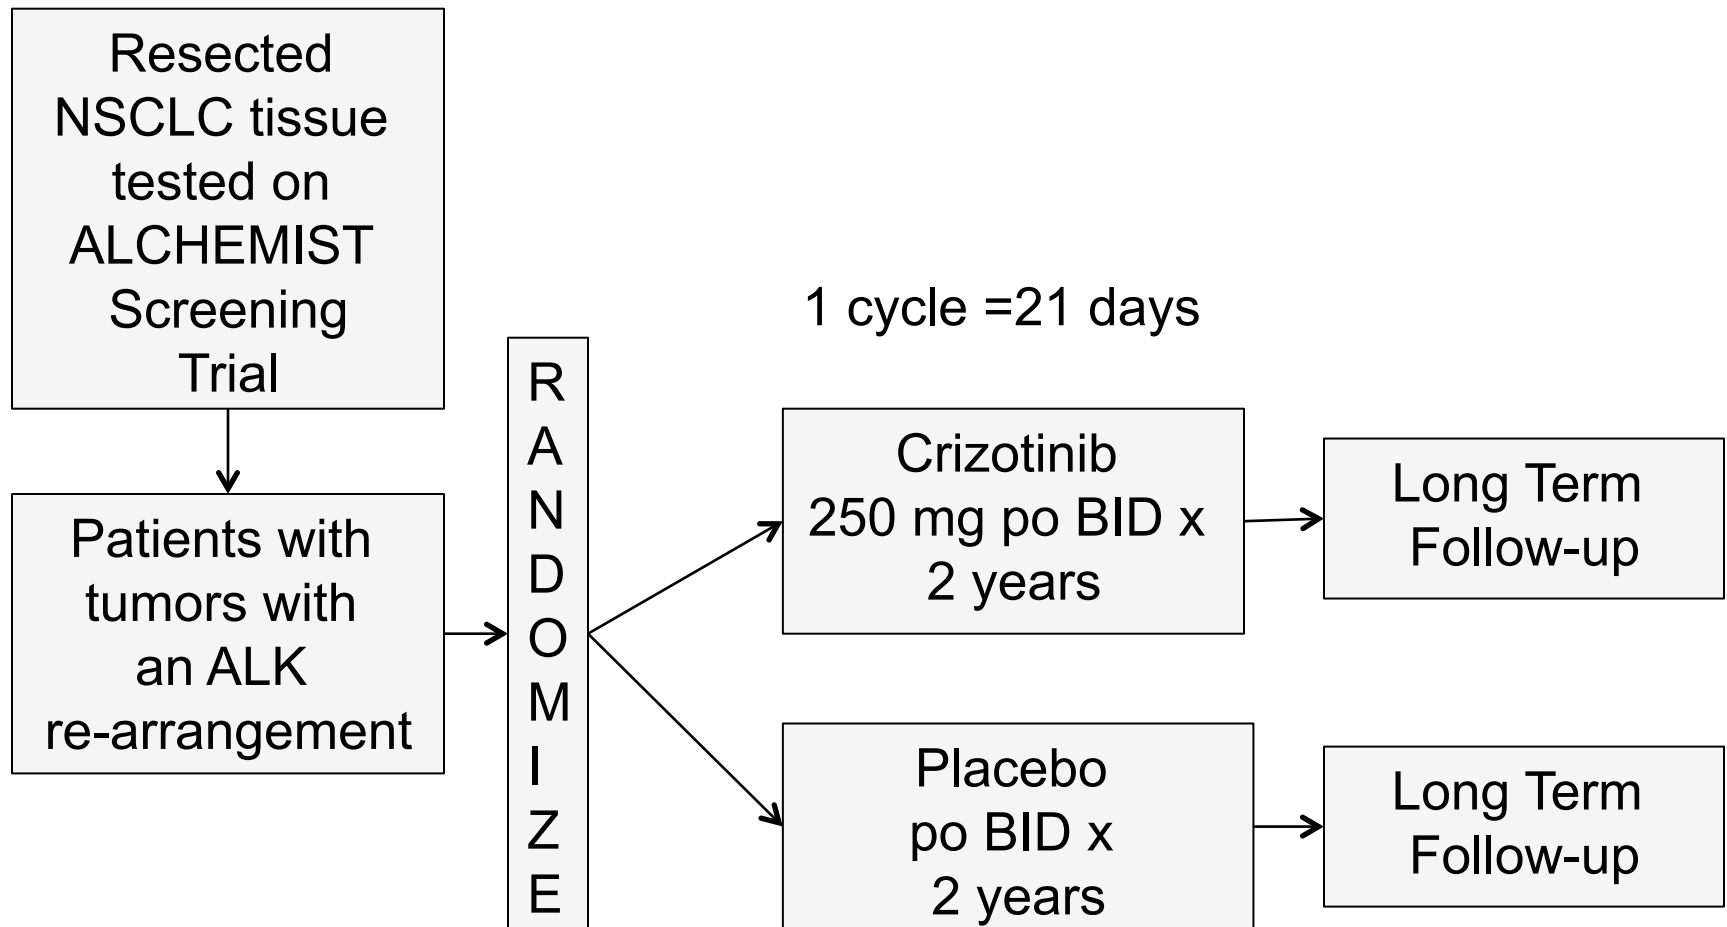 Resected
NSCLC tissue
tested on
ALCHEMIST
Screening
Trial
Patients with
tumors with
an ALK
re-arrangement
R
A
N
D
O
M
I
Z
E
1 cycle =21 days
Crizotinib
250 mg po BID x
2 years
Long Term
Follow-up
Placebo
po BID x
2 years
Long Term
Follow-up